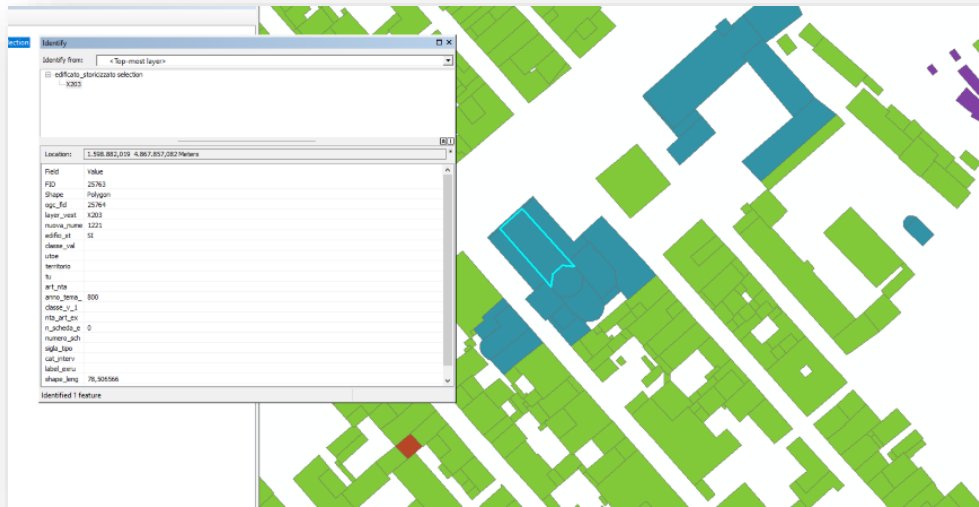 election
Identify
Identify from: <Top-most layer>
edificato_storicizzato selection
X203
Location: 1.598.882,019 4.867.857,082 Meters
Field Value
FID 25763
Shape Polygon
ogc_fid 25764
layer_vest X203
nuova_nume 1221
edifici_st SI
classe_val
utoe
territorio
tu
art_nta
anno_tema_ 800
classe_v_1
nta_art_ex
n_scheda_e 0
numero_sch
sigla_tipo
cat_interv
label_exru
shape_leng 78,506566
Identified 1 feature